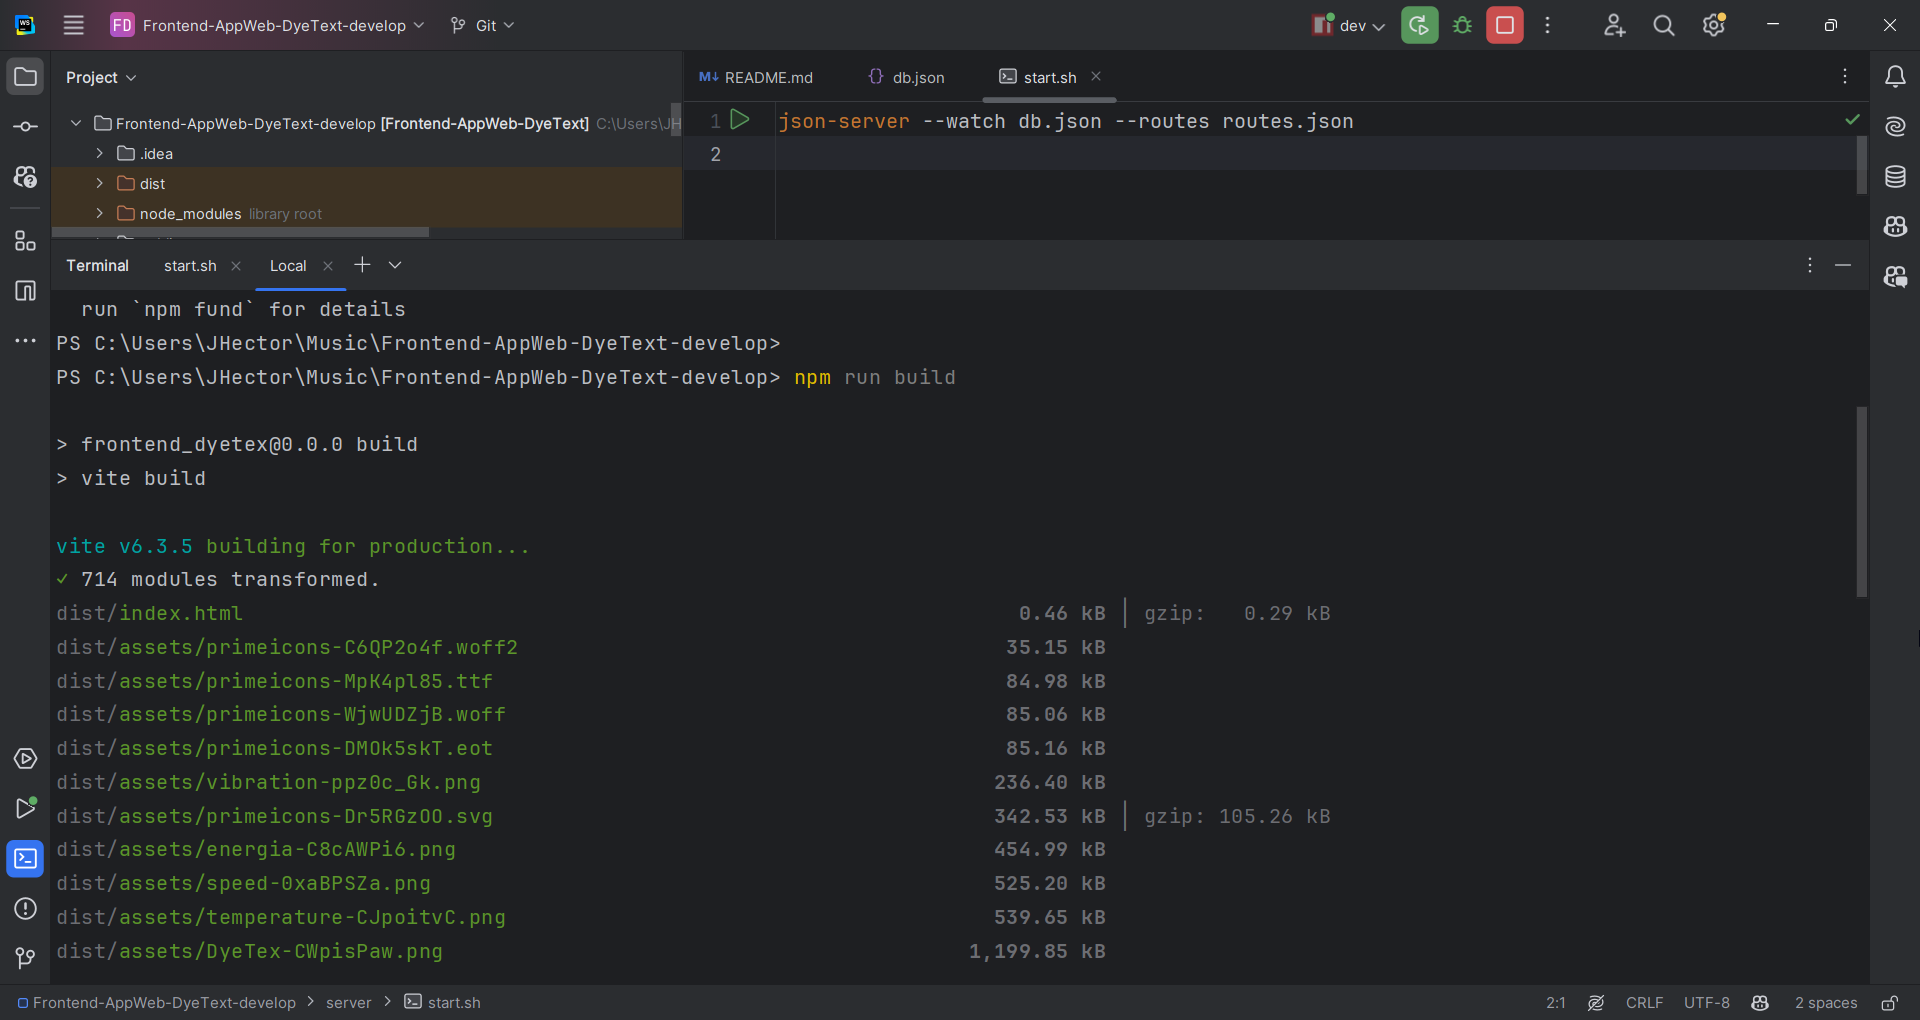 WS
FD Frontend-AppWeb-DyeText-develop Git dev
Project
README.md db.json start.sh
Frontend-AppWeb-DyeText-develop [Frontend-AppWeb-DyeText] C:\Users\JH
.idea
dist
node_modules library root
1 json-server --watch db.json --routes routes.json
2
Terminal start.sh Local
run `npm fund` for details
PS C:\Users\JHector\Music\Frontend-AppWeb-DyeText-develop>
PS C:\Users\JHector\Music\Frontend-AppWeb-DyeText-develop> npm run build
> frontend_dyetex@0.0.0 build
> vite build
vite v6.3.5 building for production...
✓ 714 modules transformed.
dist/index.html 0.46 kB │ gzip: 0.29 kB
dist/assets/primeicons-C6QP2o4f.woff2 35.15 kB
dist/assets/primeicons-MpK4pl85.ttf 84.98 kB
dist/assets/primeicons-WjwUDZjB.woff 85.06 kB
dist/assets/primeicons-DMOk5skT.eot 85.16 kB
dist/assets/vibration-ppz0c_Gk.png 236.40 kB
dist/assets/primeicons-Dr5RGzOO.svg 342.53 kB │ gzip: 105.26 kB
dist/assets/energia-C8cAWPi6.png 454.99 kB
dist/assets/speed-0xaBPSZa.png 525.20 kB
dist/assets/temperature-CJpoitvC.png 539.65 kB
dist/assets/DyeTex-CWpisPaw.png 1,199.85 kB
Frontend-AppWeb-DyeText-develop > server > start.sh 2:1 CRLF UTF-8 2 spaces